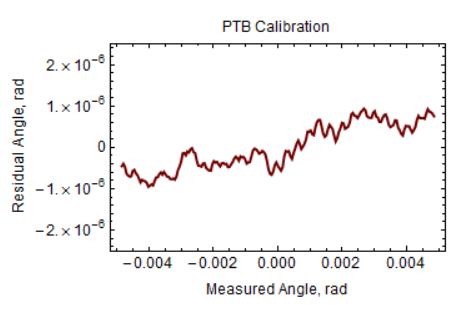 PTB Calibration
2. × 10⁻⁶
1. × 10⁻⁶
0
−1. × 10⁻⁶
−2. × 10⁻⁶
Residual Angle, rad
−0.004 −0.002 0.000 0.002 0.004
Measured Angle, rad